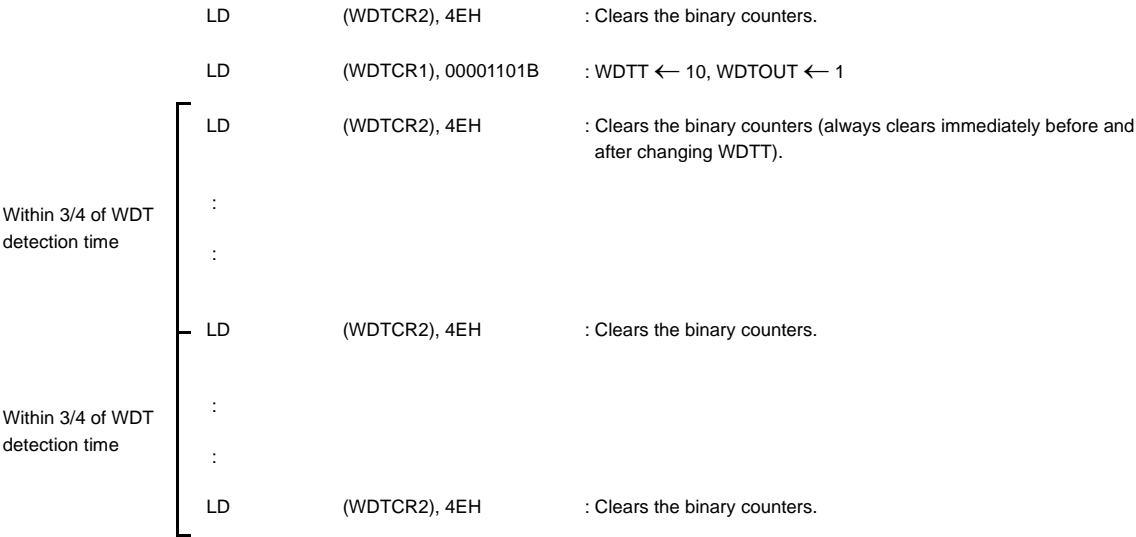 LD (WDTCR2), 4EH : Clears the binary counters.
LD (WDTCR1), 00001101B : WDTT ← 10, WDTOUT ← 1
LD (WDTCR2), 4EH : Clears the binary counters (always clears immediately before and
after changing WDTT).
Within 3/4 of WDT
detection time
:
:
LD (WDTCR2), 4EH : Clears the binary counters.
Within 3/4 of WDT
detection time
:
:
LD (WDTCR2), 4EH : Clears the binary counters.